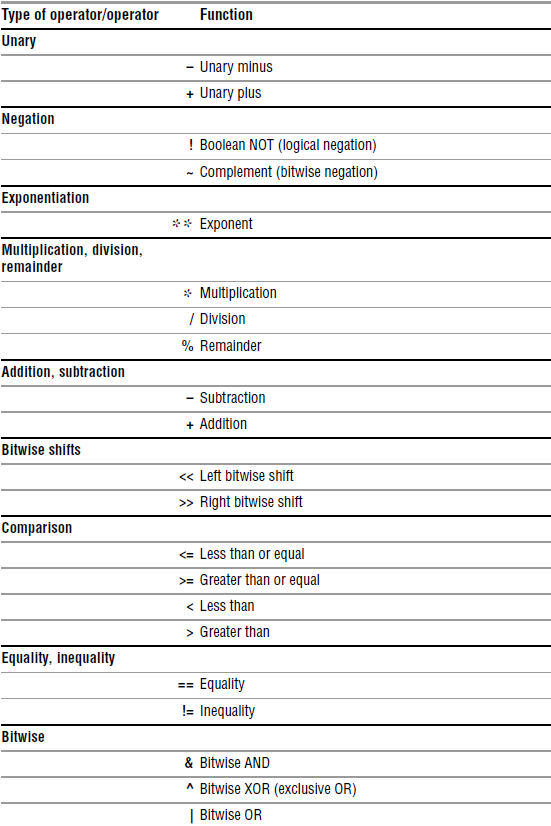 Type of operator/operator Function
Unary
– Unary minus
+ Unary plus
Negation
! Boolean NOT (logical negation)
~ Complement (bitwise negation)
Exponentiation
** Exponent
Multiplication, division,
remainder
* Multiplication
/ Division
% Remainder
Addition, subtraction
– Subtraction
+ Addition
Bitwise shifts
<< Left bitwise shift
>> Right bitwise shift
Comparison
<= Less than or equal
>= Greater than or equal
< Less than
> Greater than
Equality, inequality
== Equality
!= Inequality
Bitwise
& Bitwise AND
^ Bitwise XOR (exclusive OR)
| Bitwise OR